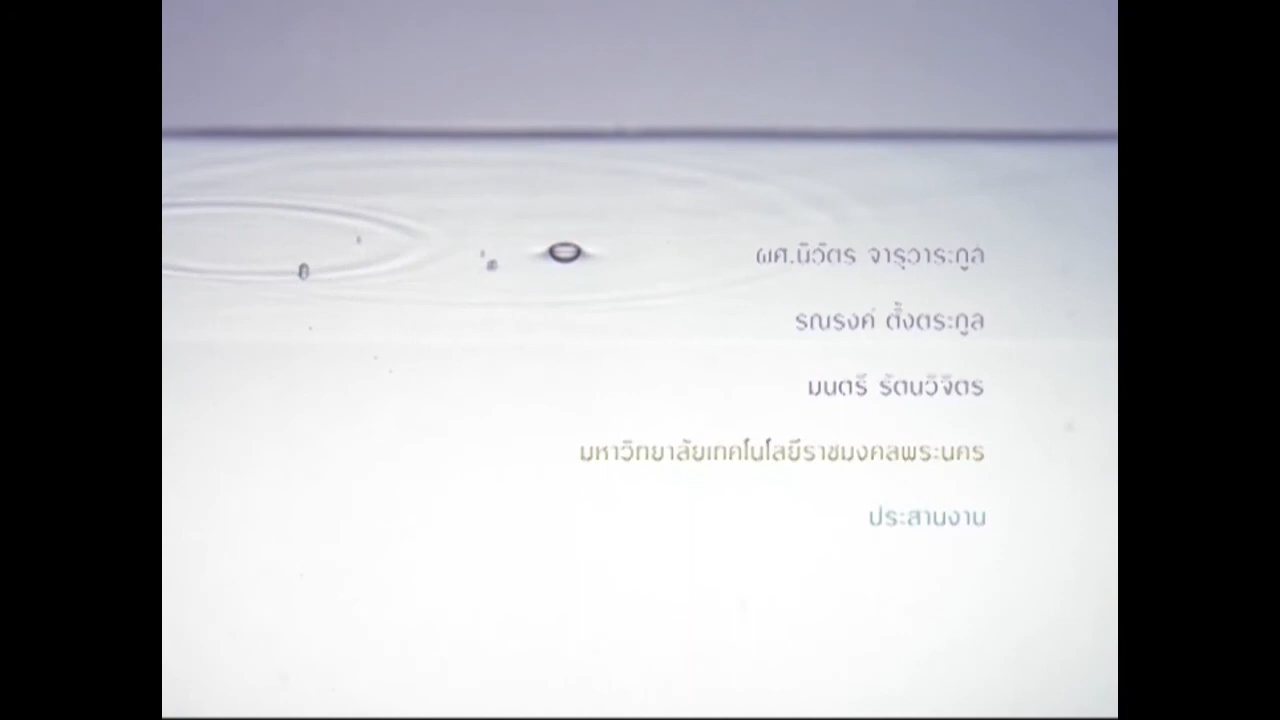 ผศ.นิวัตร จารุวาระกูล
รณรงค์ ตั้งตระกูล
มนตรี รัตนวิจิตร
มหาวิทยาลัยเทคโนโลยีราชมงคลพระนคร
ประสานงาน